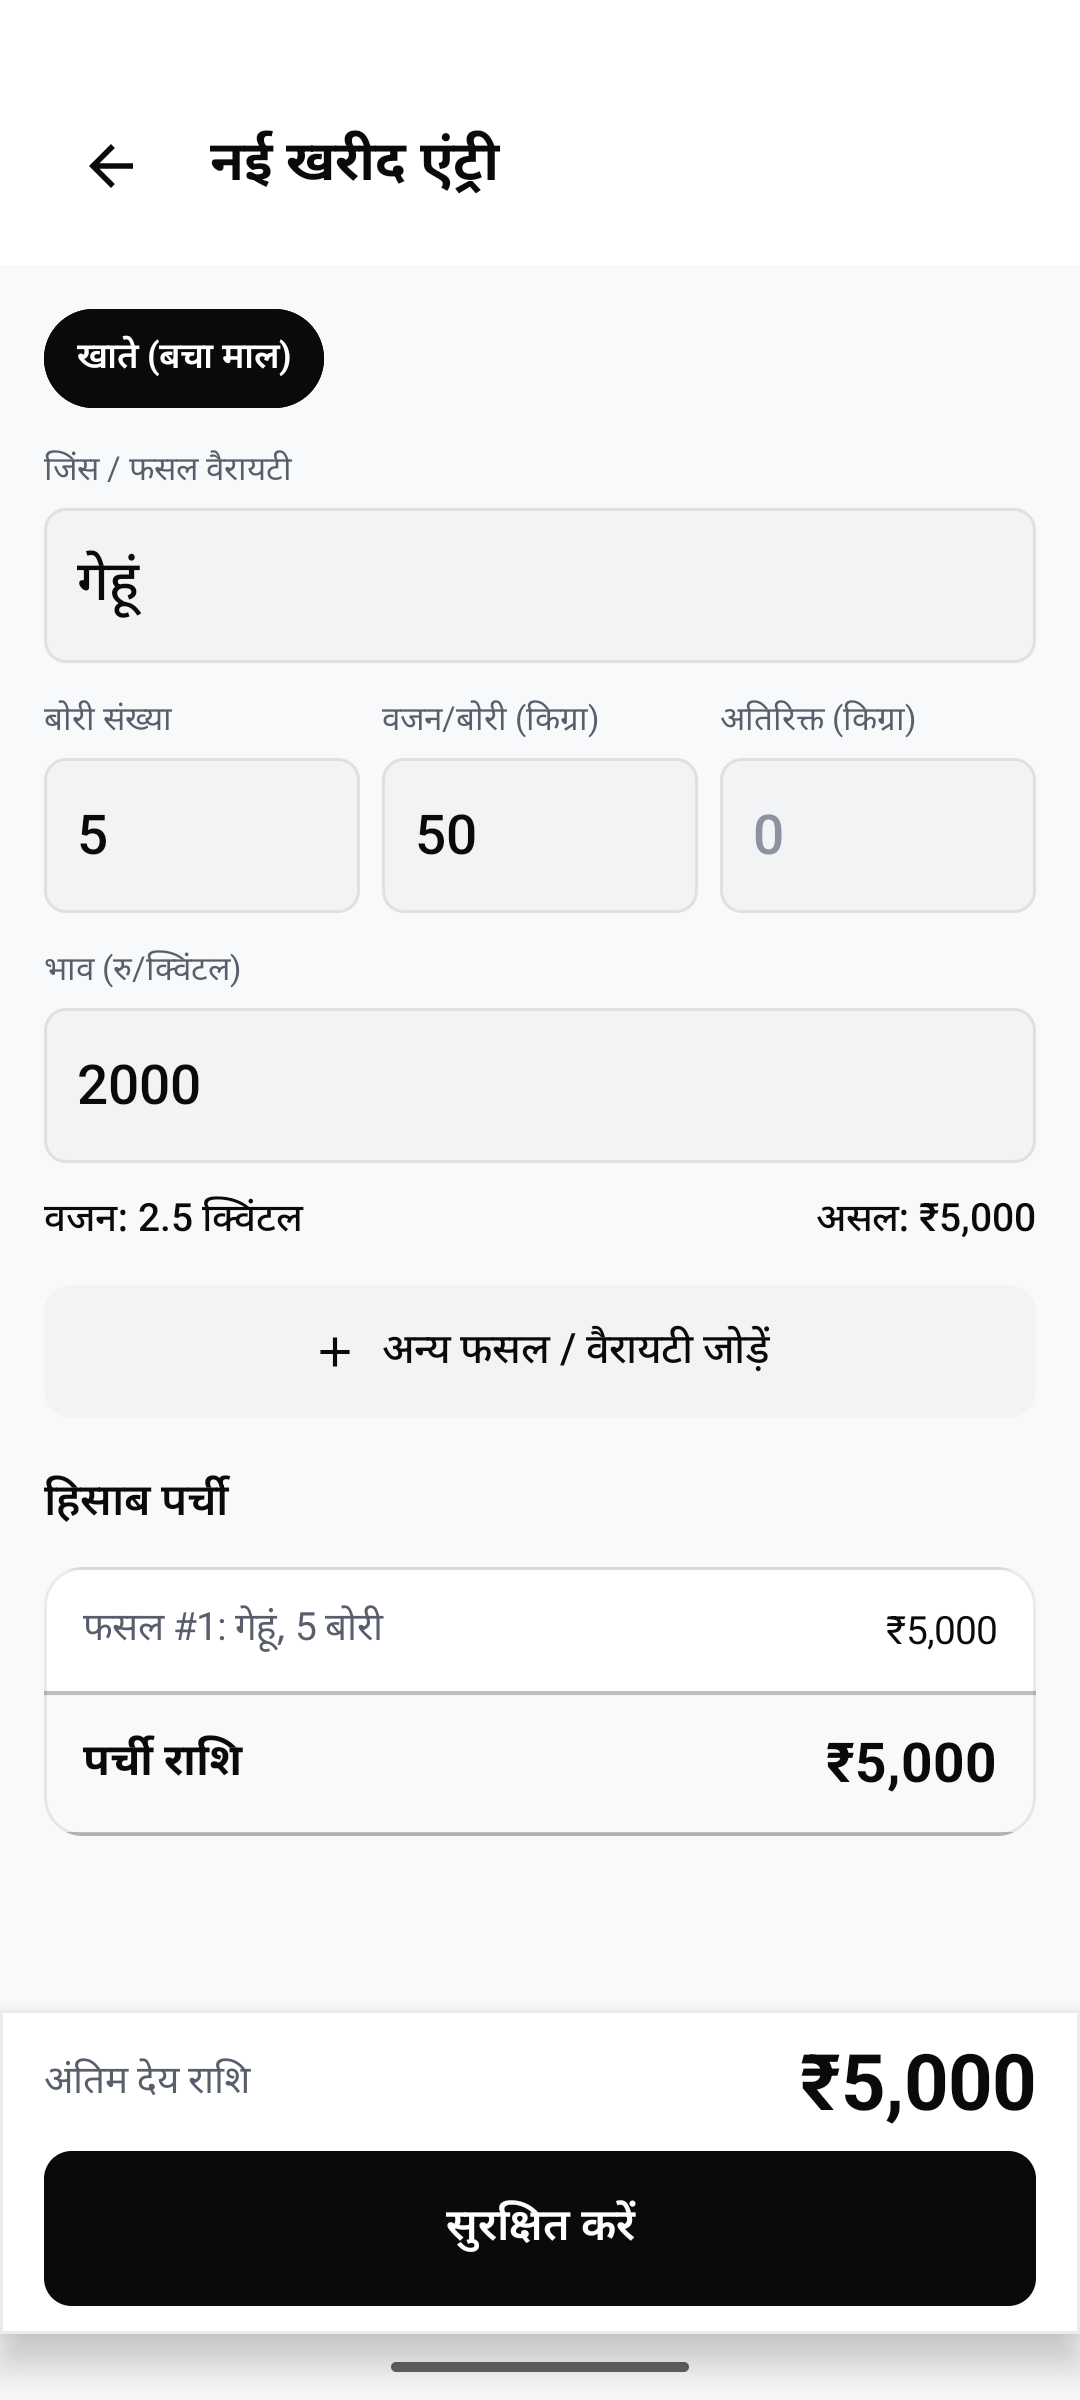 नई खरीद एंट्री
खाते (बचा माल)
जिंस / फसल वैरायटी
गेहूं
बोरी संख्या वजन/बोरी (किग्रा) अतिरिक्त (किग्रा)
5 50 0
भाव (रु/क्विंटल)
2000
वजन: 2.5 क्विंटल असल: ₹5,000
+ अन्य फसल / वैरायटी जोड़ें
हिसाब पर्ची
फसल #1: गेहूं, 5 बोरी ₹5,000
पर्ची राशि ₹5,000
अंतिम देय राशि ₹5,000
सुरक्षित करें